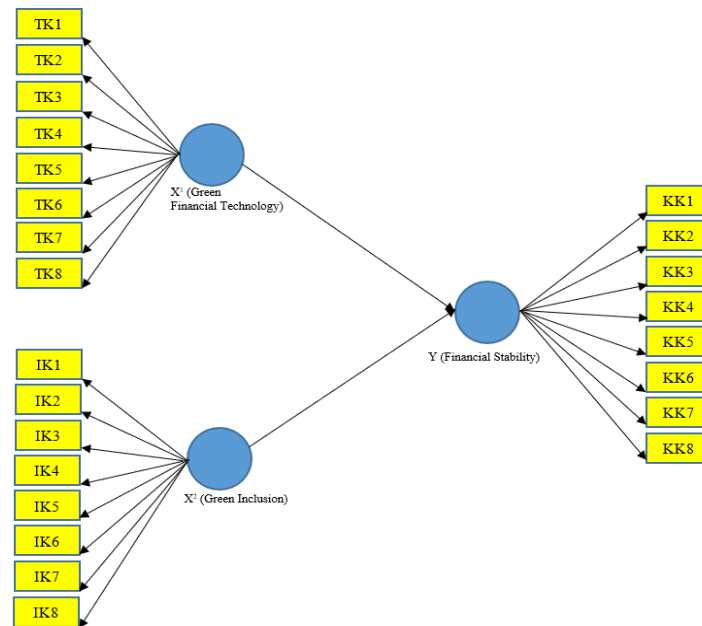 TK1
TK2
TK3
TK4
TK5
TK6
TK7
TK8
X¹ (Green
Financial Technology)
IK1
IK2
IK3
IK4
IK5
IK6
IK7
IK8
X² (Green Inclusion)
Y (Financial Stability)
KK1
KK2
KK3
KK4
KK5
KK6
KK7
KK8